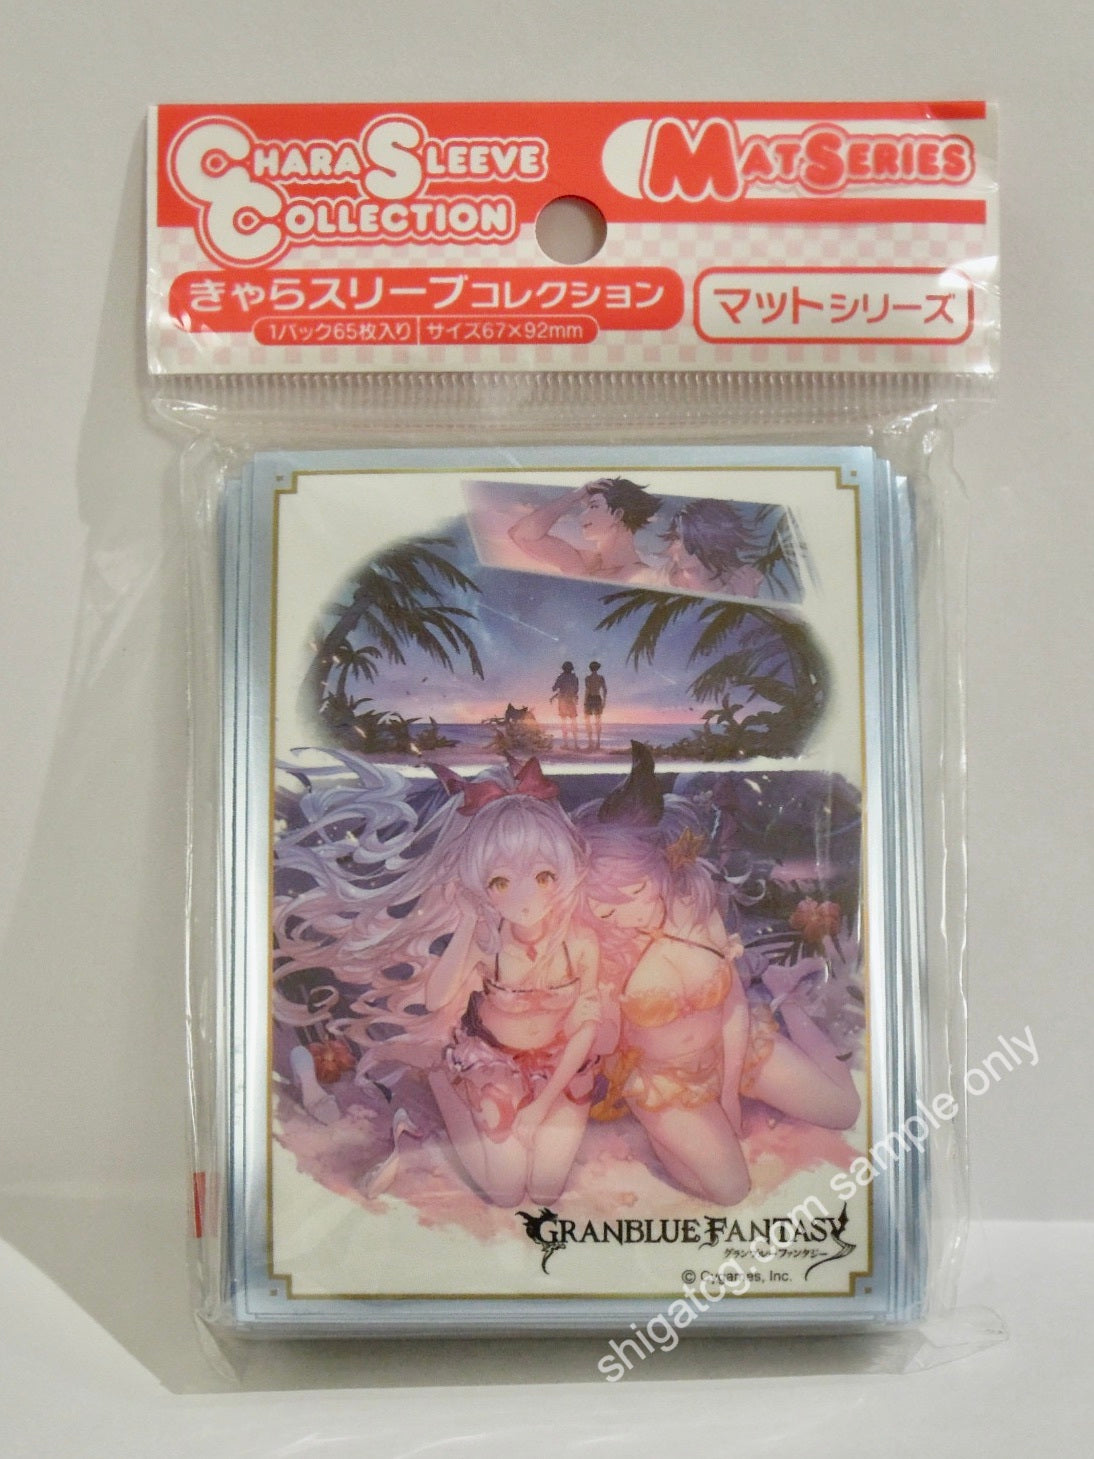 CHARA SLEEVE
COLLECTION
MAT SERIES
きゃらスリーブコレクション
マットシリーズ
1パック65枚入り サイズ67×92mm
GRANBLUE FANTASY
グランブルーファンタジー
© Cygames, Inc.
shigatcg.com sample only